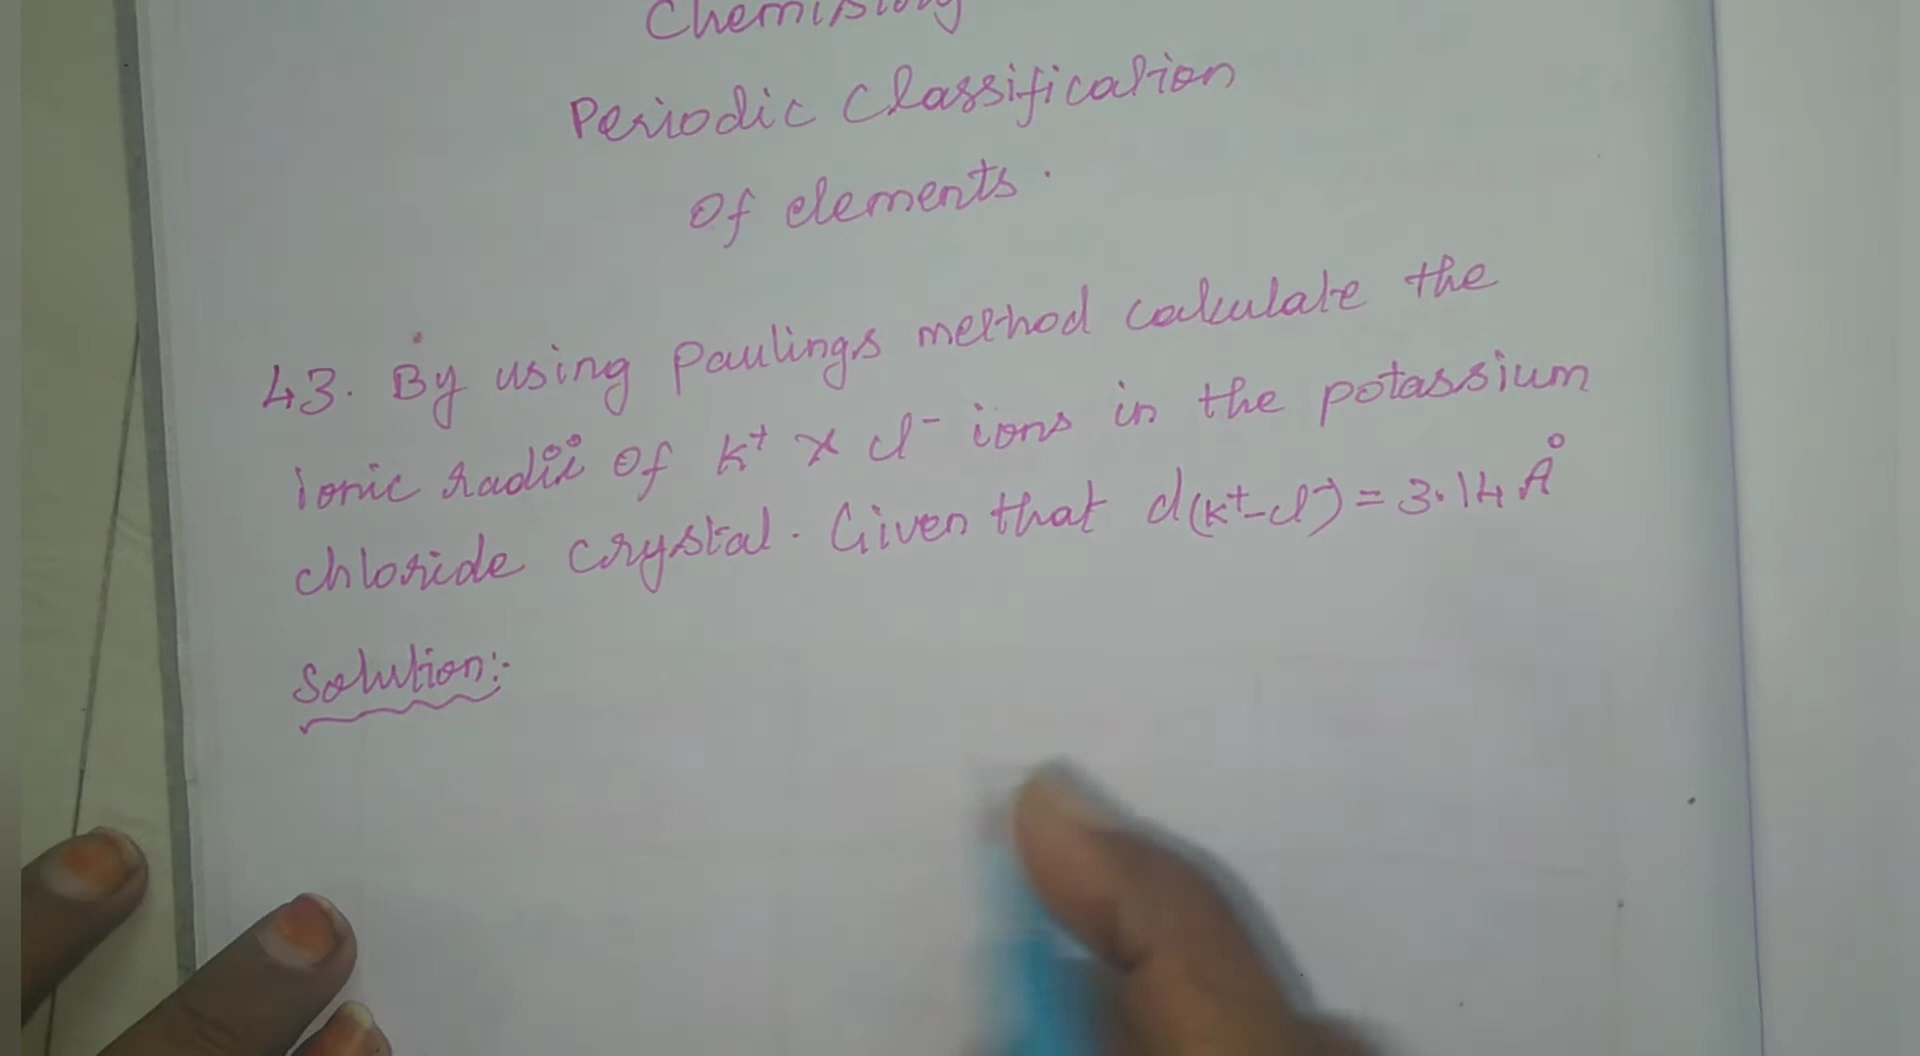 Chemistry
Periodic Classification
Of elements.
43. By using Paulings method calculate the
ionic radii of K⁺ & Cl⁻ ions in the potassium
chloride crystal. Given that d(K⁺-Cl⁻) = 3.14 Å
Solution:-